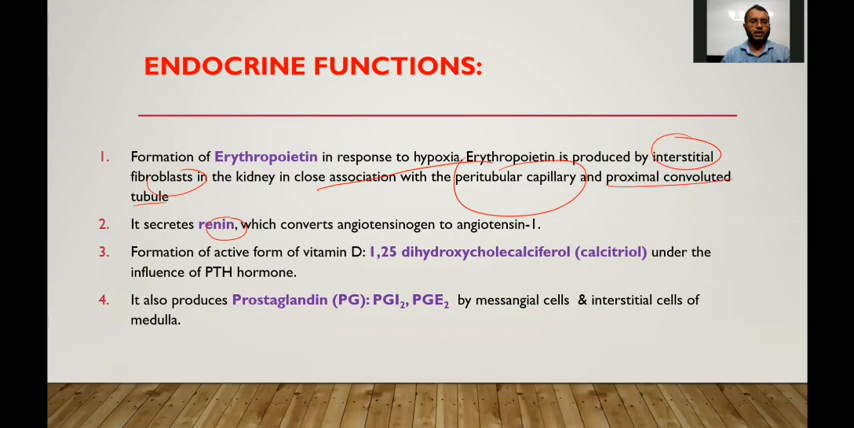 ENDOCRINE FUNCTIONS:
1. Formation of Erythropoietin in response to hypoxia. Erythropoietin is produced by interstitial
fibroblasts in the kidney in close association with the peritubular capillary and proximal convoluted
tubule
2. It secretes renin, which converts angiotensinogen to angiotensin-1.
3. Formation of active form of vitamin D: 1,25 dihydroxycholecalciferol (calcitriol) under the
influence of PTH hormone.
4. It also produces Prostaglandin (PG): PGI₂, PGE₂ by messangial cells & interstitial cells of
medulla.